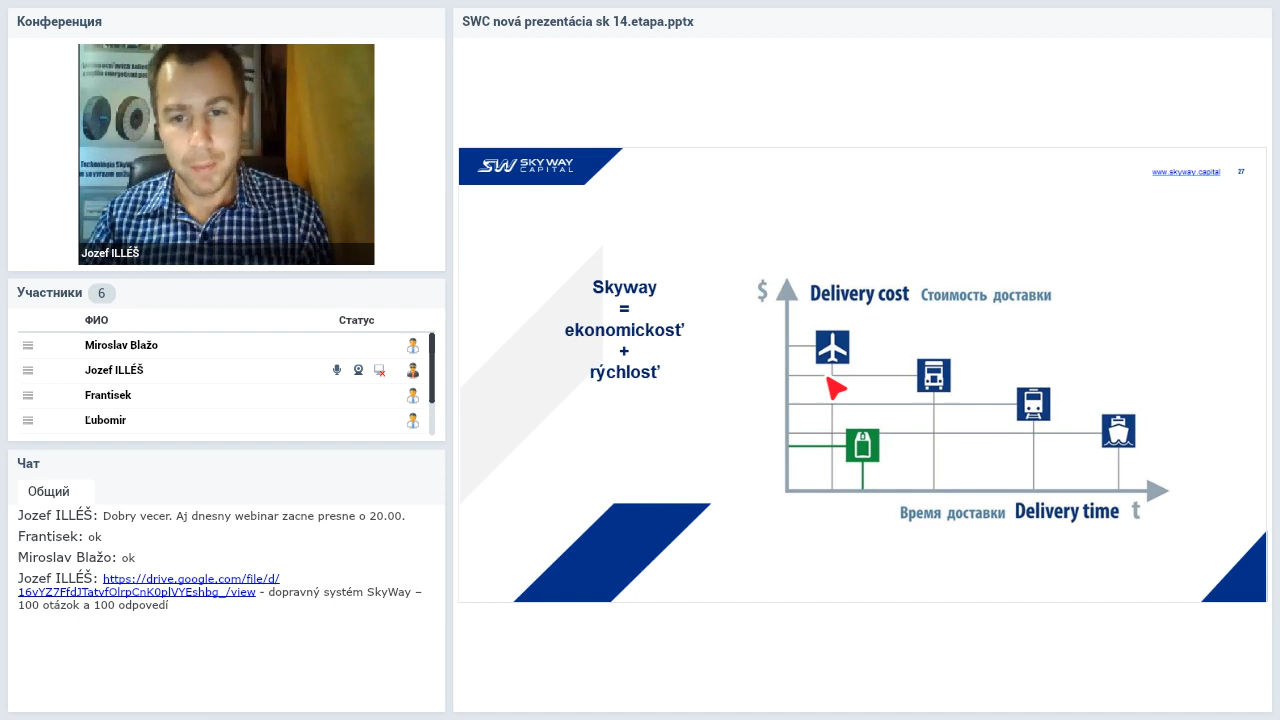 Конференция
Jozef ILLÉŠ
Участники 6
ФИО Статус
Miroslav Blažo
Jozef ILLÉŠ
Frantisek
Ľubomir
Чат
Общий
Jozef ILLÉŠ: Dobry vecer. Aj dnesny webinar zacne presne o 20.00.
Frantisek: ok
Miroslav Blažo: ok
Jozef ILLÉŠ: https://drive.google.com/file/d/
16vYZ7FfdJTatvfOlrpCnK0plVYEshbg_/view - dopravný systém SkyWay –
100 otázok a 100 odpovedí
SWC nová prezentácia sk 14.etapa.pptx
SW SKY WAY
CAPITAL
www.skyway.capital 27
Skyway
=
ekonomickosť
+
rýchlosť
$ Delivery cost Стоимость доставки
Время доставки Delivery time t